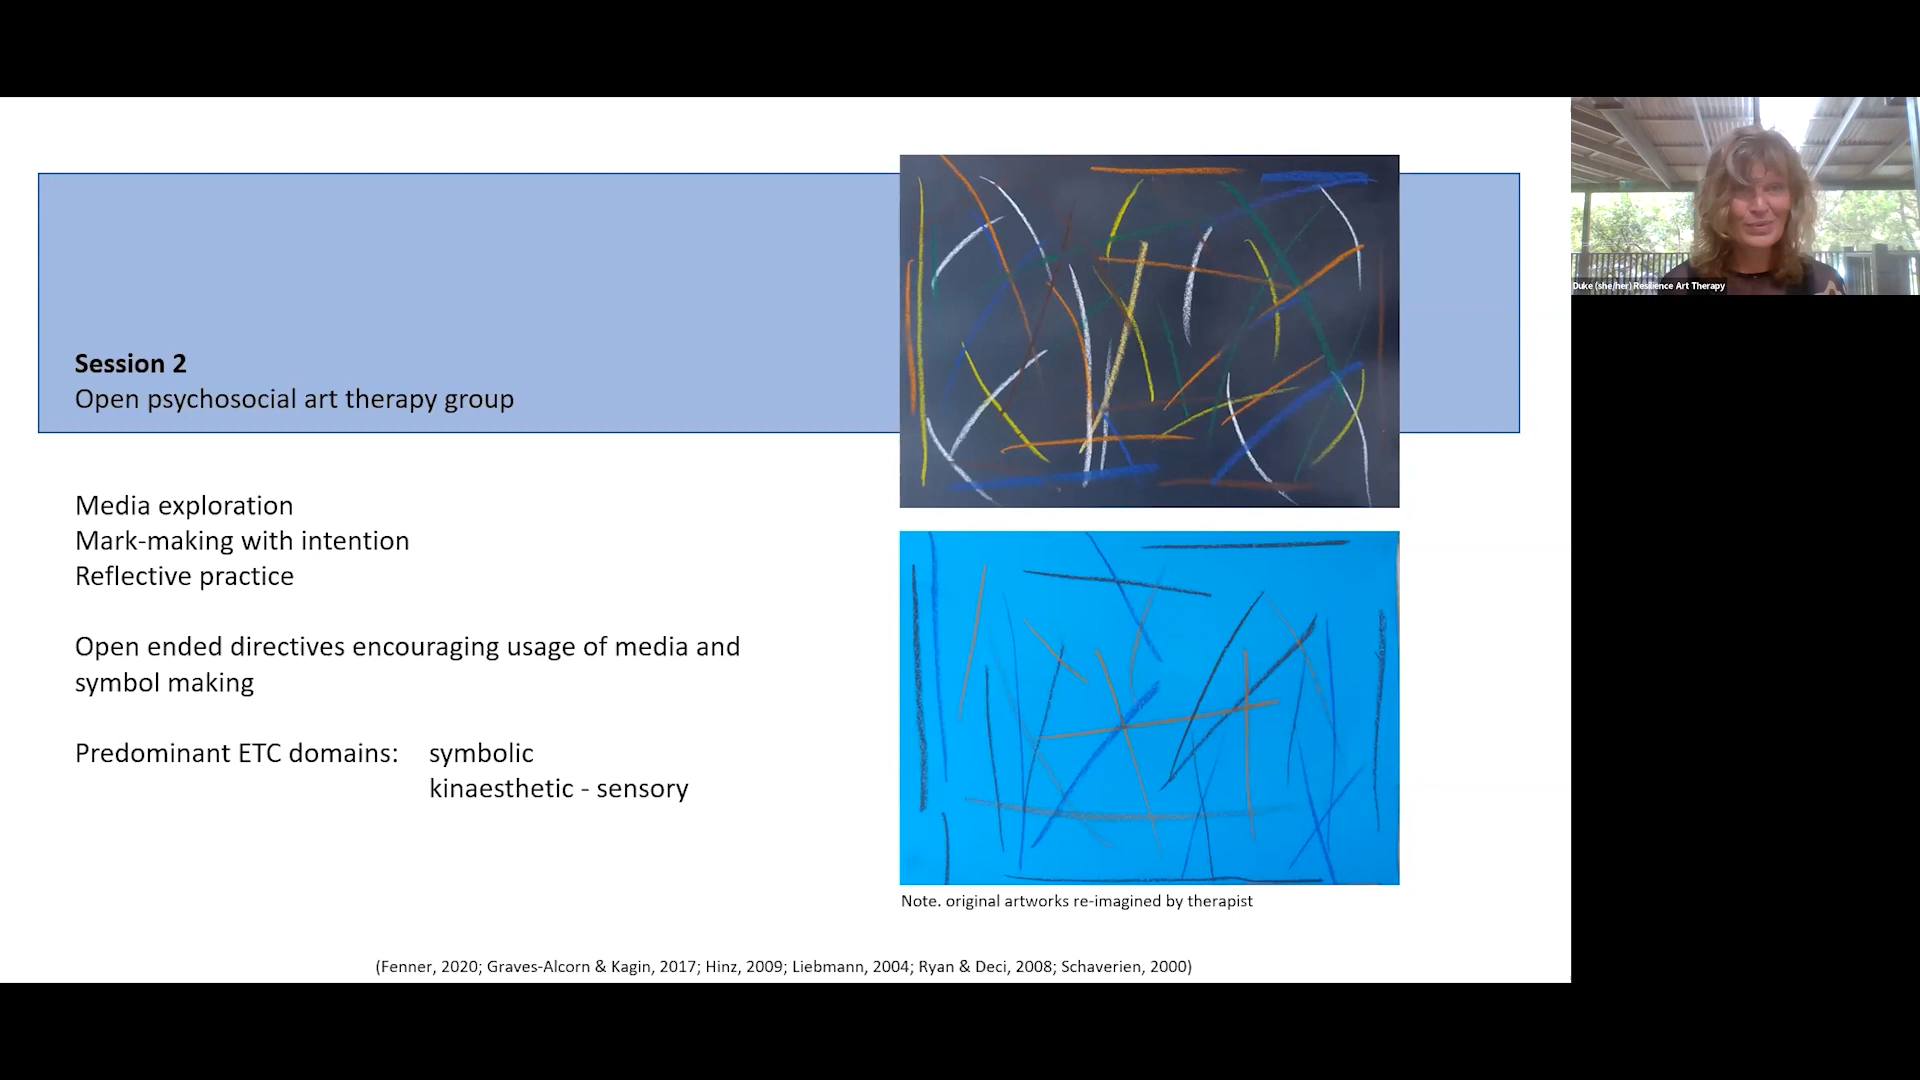 Session 2
Open psychosocial art therapy group
Media exploration
Mark-making with intention
Reflective practice
Open ended directives encouraging usage of media and
symbol making
Predominant ETC domains: symbolic
kinaesthetic - sensory
Note. original artworks re-imagined by therapist
(Fenner, 2020; Graves-Alcorn & Kagin, 2017; Hinz, 2009; Liebmann, 2004; Ryan & Deci, 2008; Schaverien, 2000)
Duke (she/her) Resilience Art Therapy